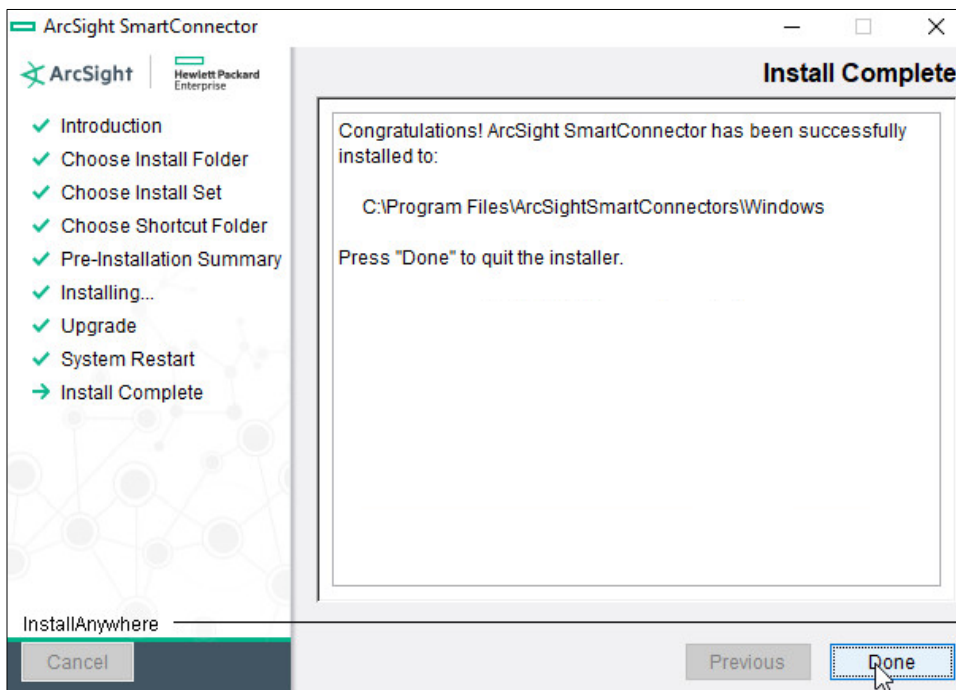 ArcSight SmartConnector
ArcSight
Hewlett Packard
Enterprise
Install Complete
Introduction
Choose Install Folder
Choose Install Set
Choose Shortcut Folder
Pre-Installation Summary
Installing...
Upgrade
System Restart
Install Complete
Congratulations! ArcSight SmartConnector has been successfully
installed to:
C:\Program Files\ArcSightSmartConnectors\Windows
Press "Done" to quit the installer.
InstallAnywhere
Cancel
Previous
Done